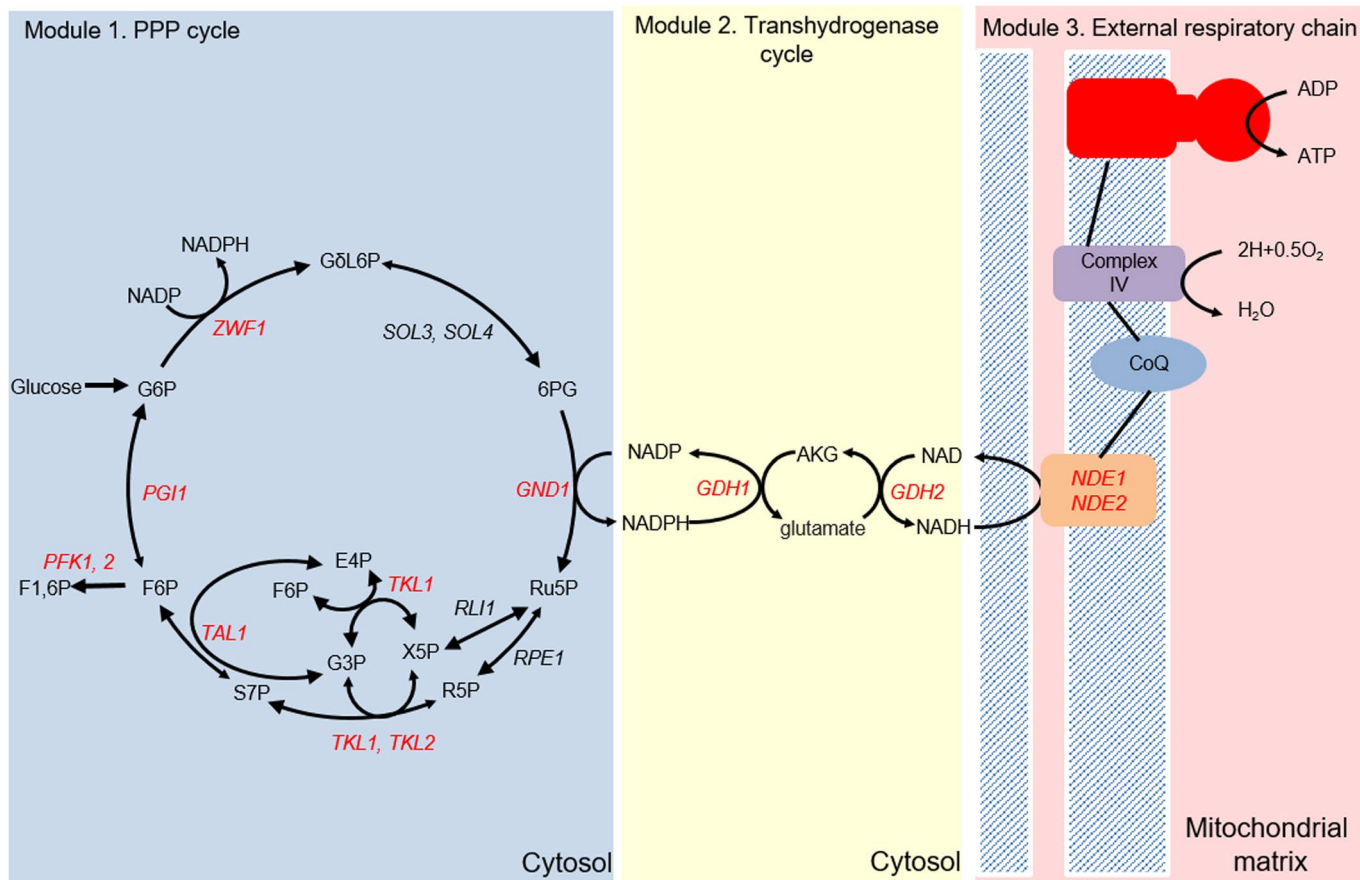 Module 1. PPP cycle
NADPH
NADP
GδL6P
ZWF1
SOL3, SOL4
Glucose
G6P
6PG
PGI1
GND1
PFK1, 2
F1,6P
F6P
E4P
F6P
TKL1
RLI1
Ru5P
TAL1
G3P
X5P
RPE1
S7P
R5P
TKL1, TKL2
Cytosol
Module 2. Transhydrogenase
cycle
NADP
AKG
NAD
GDH1
GDH2
NADPH
glutamate
NADH
Cytosol
Module 3. External respiratory chain
ADP
ATP
Complex
IV
2H+0.5O₂
H₂O
CoQ
NDE1
NDE2
Mitochondrial
matrix